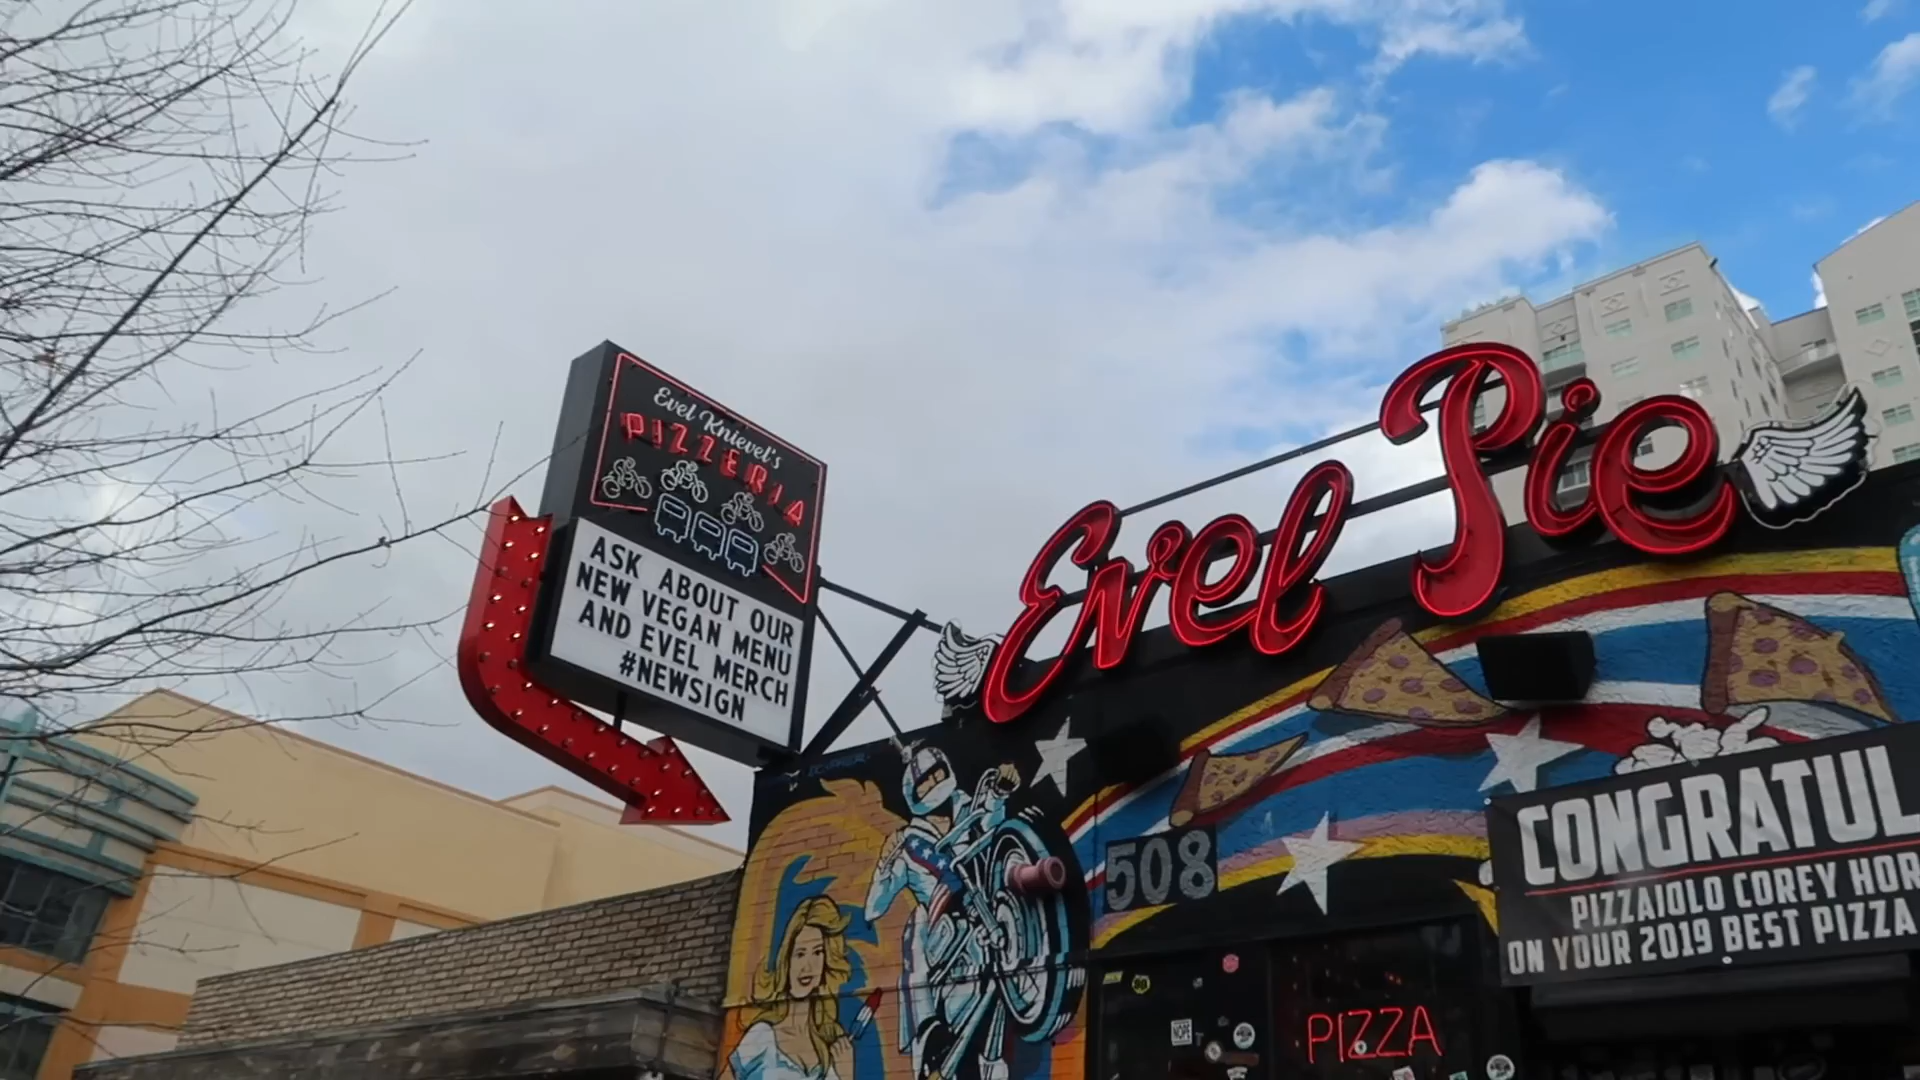 Evel Knievel's
PIZZERIA
ASK ABOUT OUR
NEW VEGAN MENU
AND EVEL MERCH
#NEWSIGN
Evel Pie
508
CONGRATUL
PIZZAIOLO COREY HOR
ON YOUR 2019 BEST PIZZA
PIZZA
NOPE